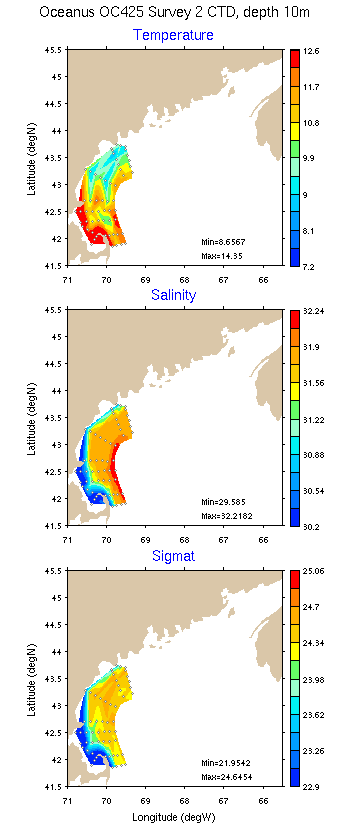 Oceanus OC425 Survey 2 CTD, depth 10m
Temperature
45.5
45
44.5
44
43.5
43
42.5
42
41.5
Latitude (degN)
71 70 69 68 67 66
Min=8.6567
Max=14.35
12.6
11.7
10.8
9.9
9
8.1
7.2
Salinity
45.5
45
44.5
44
43.5
43
42.5
42
41.5
Latitude (degN)
71 70 69 68 67 66
Min=29.585
Max=32.2182
32.24
31.9
31.56
31.22
30.88
30.54
30.2
Sigmat
45.5
45
44.5
44
43.5
43
42.5
42
41.5
Latitude (degN)
71 70 69 68 67 66
Min=21.9542
Max=24.6454
25.06
24.7
24.34
23.98
23.62
23.26
22.9
Longitude (degW)